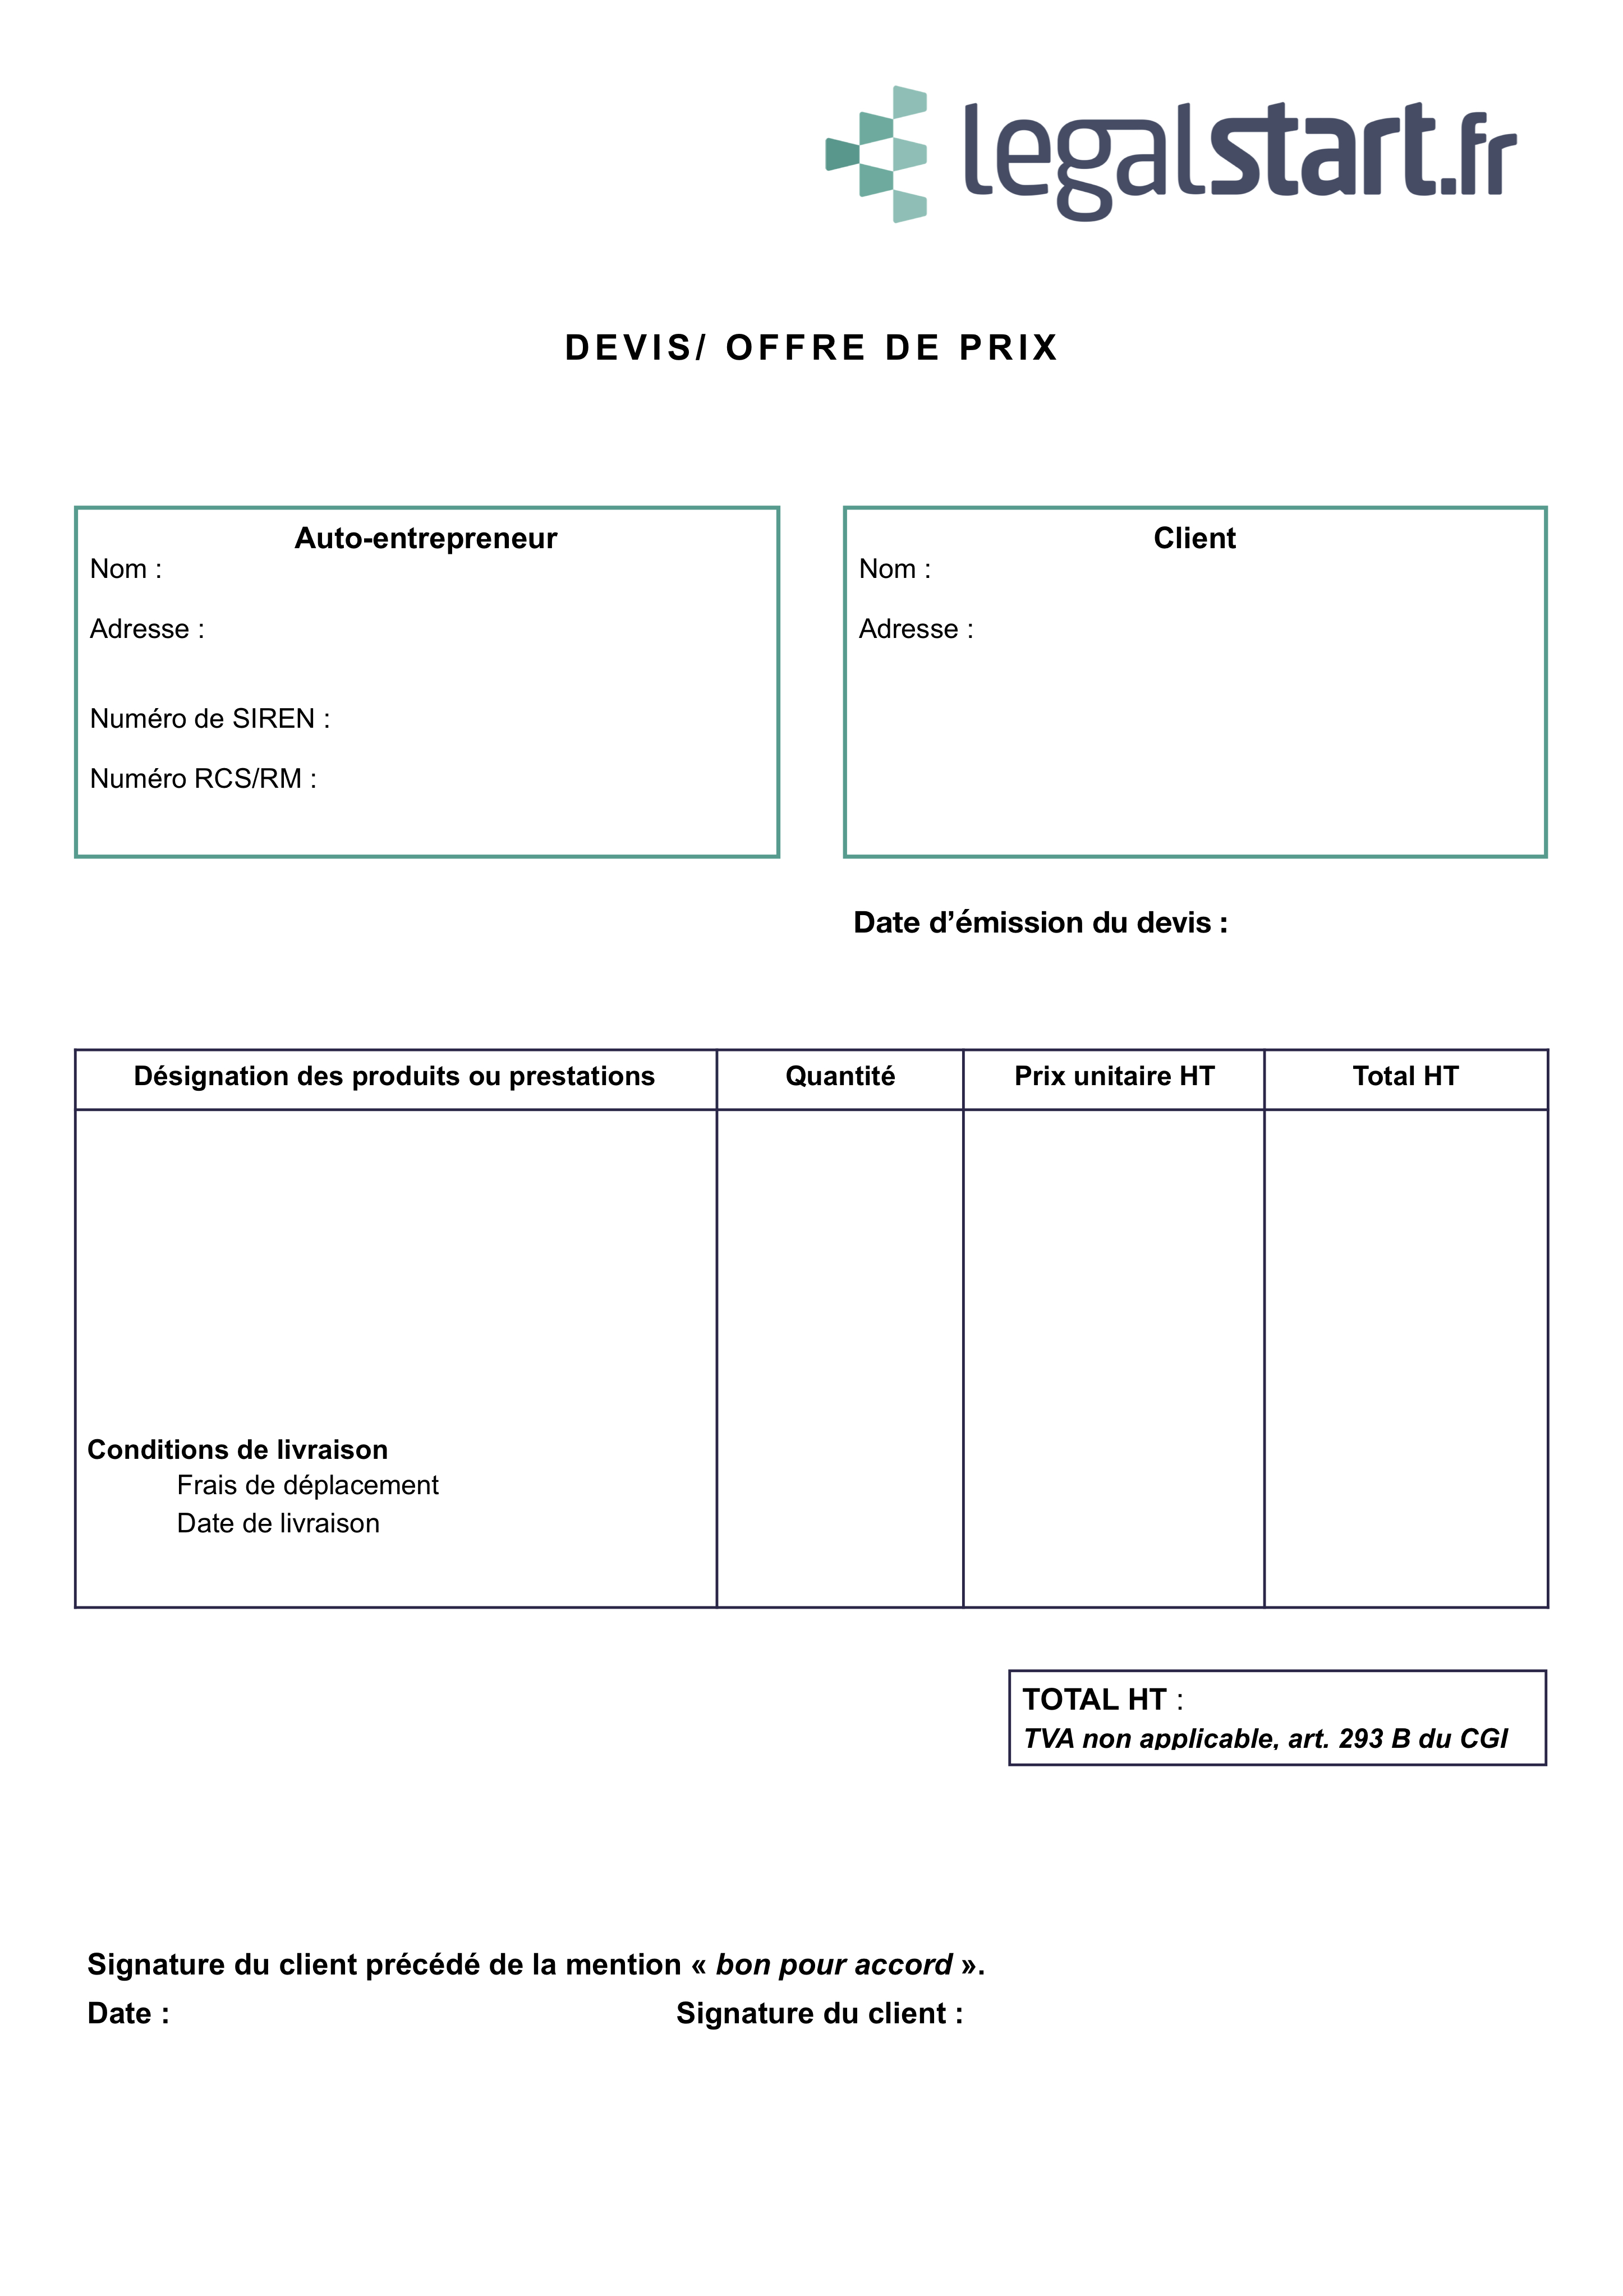 legalstart.fr
DEVIS/ OFFRE DE PRIX
Auto-entrepreneur
Nom :
Adresse :
Numéro de SIREN :
Numéro RCS/RM :
Client
Nom :
Adresse :
Date d’émission du devis :
Désignation des produits ou prestations Quantité Prix unitaire HT Total HT
Conditions de livraison
Frais de déplacement
Date de livraison
TOTAL HT :
TVA non applicable, art. 293 B du CGI
Signature du client précédé de la mention « bon pour accord ».
Date : Signature du client :